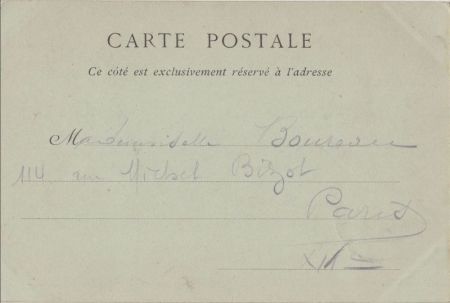 CARTE POSTALE
Ce côté est exclusivement réservé à l'adresse
Mademoiselle
114 rue Michel Bizot
Paris